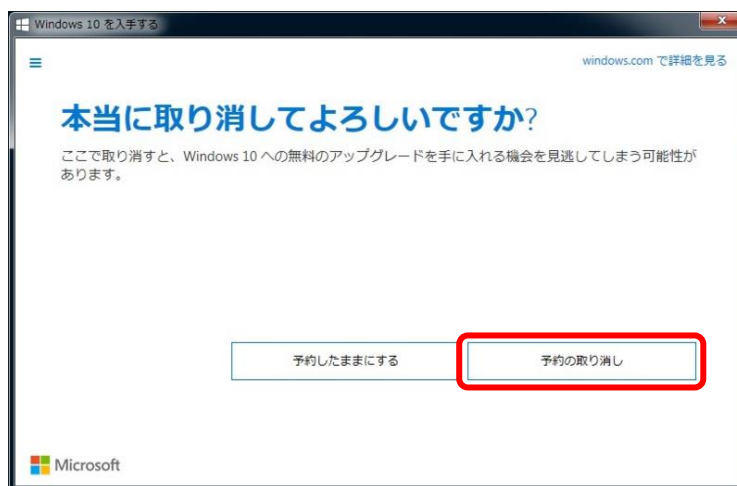 Windows 10 を入手する
windows.com で詳細を見る
本当に取り消してよろしいですか?
ここで取り消すと、Windows 10 への無料のアップグレードを手に入れる機会を見逃してしまう可能性が
あります。
予約したままにする
予約の取り消し
Microsoft